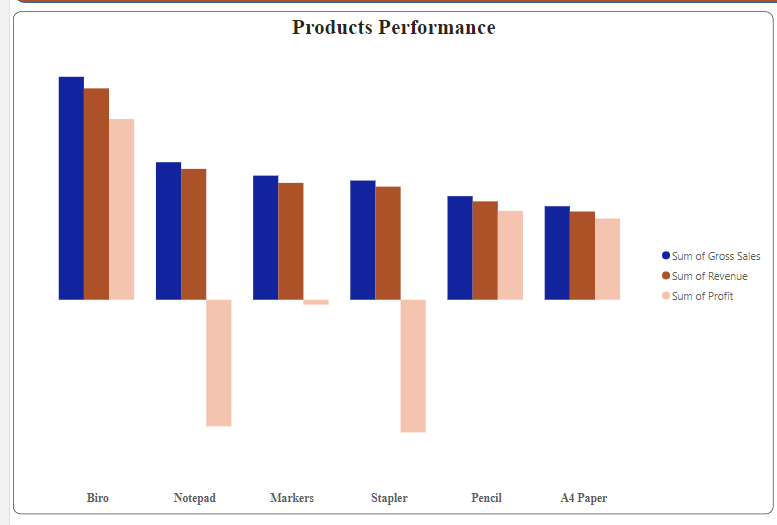 Products Performance
Sum of Gross Sales
Sum of Revenue
Sum of Profit
Biro Notepad Markers Stapler Pencil A4 Paper